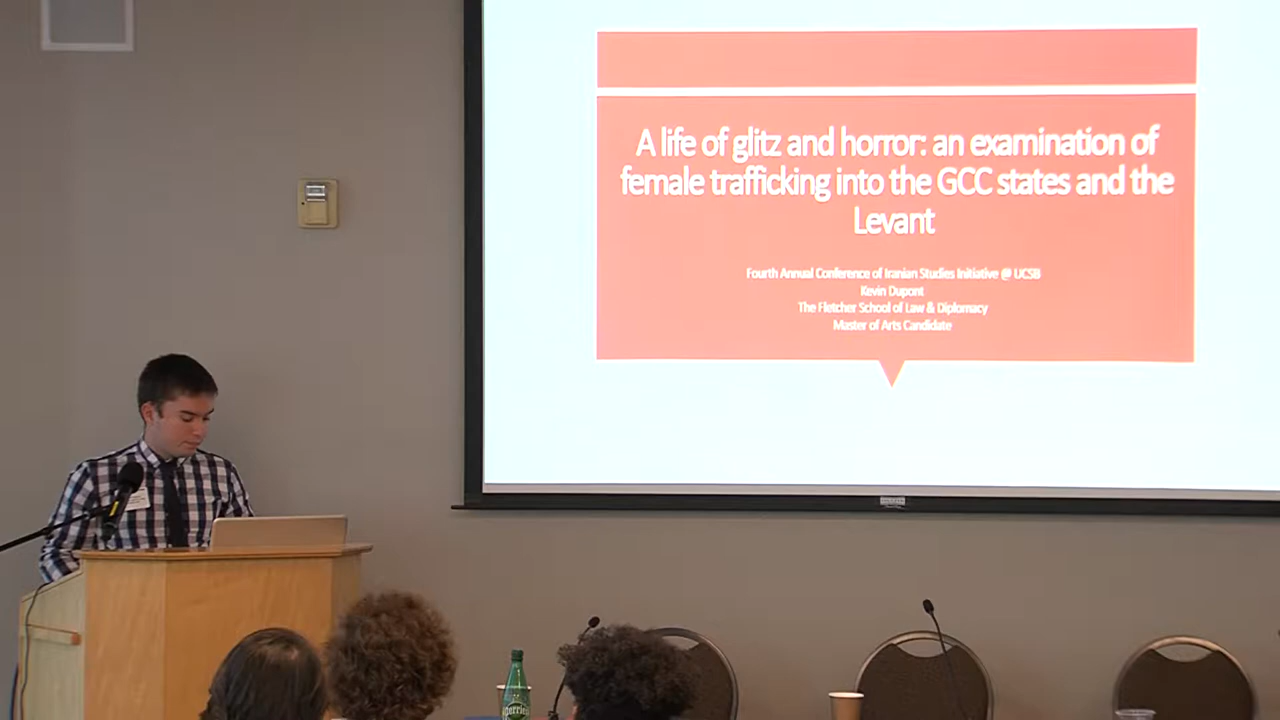 A life of glitz and horror: an examination of
female trafficking into the GCC states and the
Levant
Fourth Annual Conference of Iranian Studies Initiative @ UCSB
Kevin Dupont
The Fletcher School of Law & Diplomacy
Master of Arts Candidate
perrier